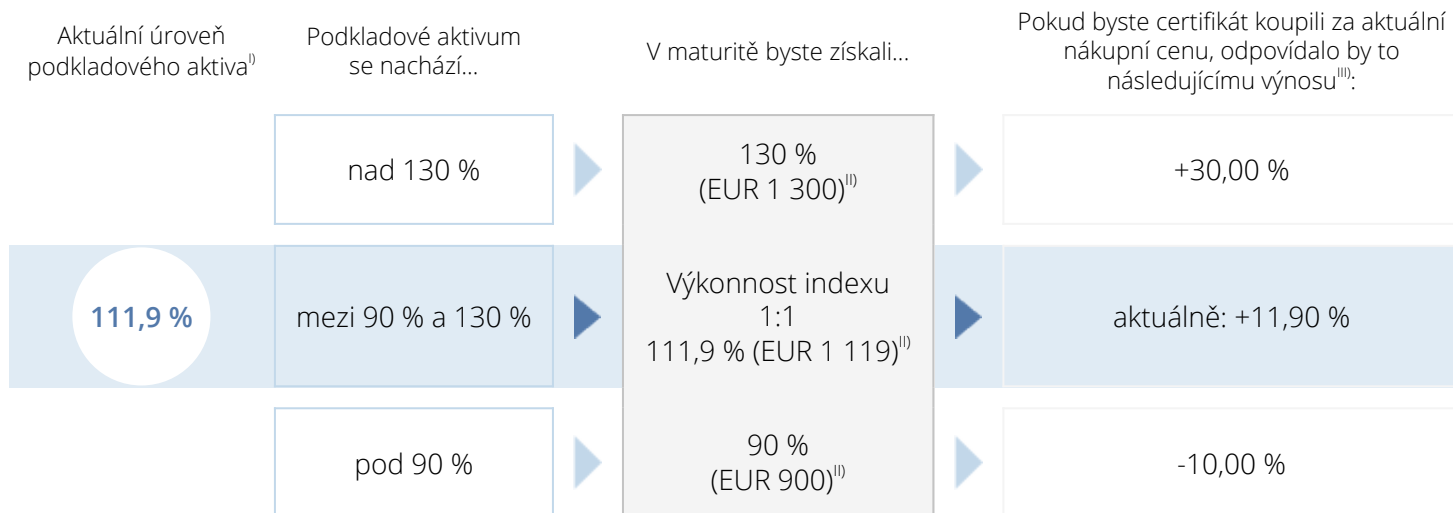 Aktuální úroveň
podkladového aktiva^I)
Podkladové aktivum
se nachází...
V maturitě byste získali...
Pokud byste certifikát koupili za aktuální
nákupní cenu, odpovídalo by to
následujícímu výnosu^III):
nad 130 %
130 %
(EUR 1 300)^II)
+30,00 %
111,9 %
mezi 90 % a 130 %
Výkonnost indexu
1:1
111,9 % (EUR 1 119)^II)
aktuálně: +11,90 %
pod 90 %
90 %
(EUR 900)^II)
-10,00 %